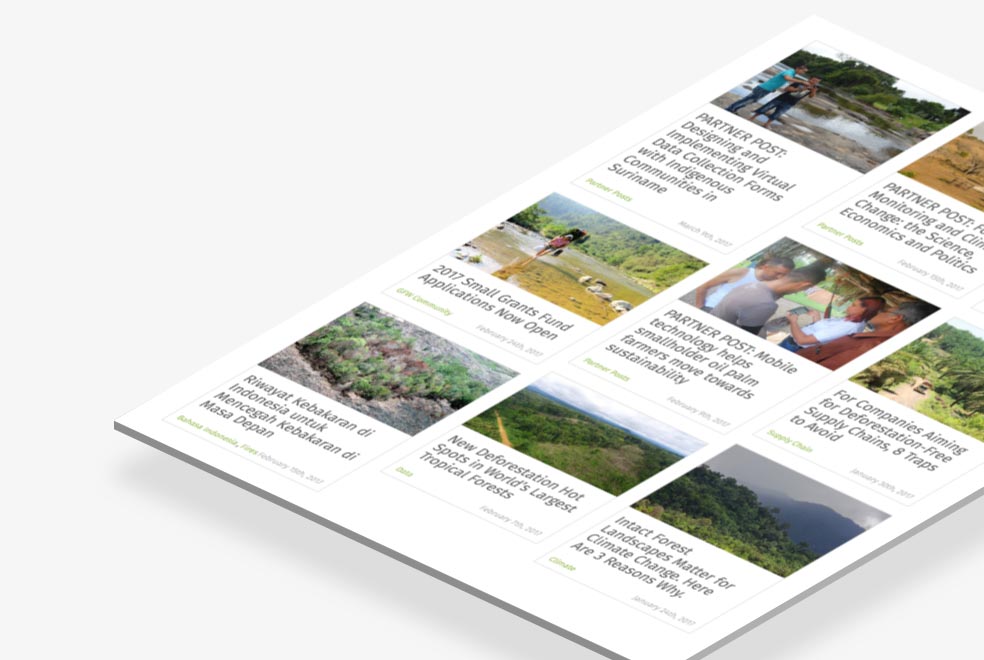 PARTNER POST:
Designing and
Implementing Virtual
Data Collection Forms
with Indigenous
Communities in
Suriname
Partner Posts
March 9th, 2017
2017 Small Grants Fund
Applications Now Open
GFW Community
February 24th, 2017
Riwayat Kebakaran di
Indonesia untuk
Mencegah Kebakaran di
Masa Depan
Bahasa Indonesia, Fires
February 19th, 2017
PARTNER POST:
Monitoring and
Change: the Science,
Economics and Politics
Partner Posts
February 15th, 2017
PARTNER POST: Mobile
technology helps
smallholder oil palm
farmers move towards
sustainability
Partner Posts
February 9th, 2017
New Deforestation Hot
Spots in World's Largest
Tropical Forests
Data
February 7th, 2017
For Companies Aiming
for Deforestation-Free
Supply Chains, 8 Traps
to Avoid
Supply Chain
January 30th, 2017
Intact Forest
Landscapes Matter for
Climate Change. Here
Are 3 Reasons Why.
Climate
January 24th, 2017